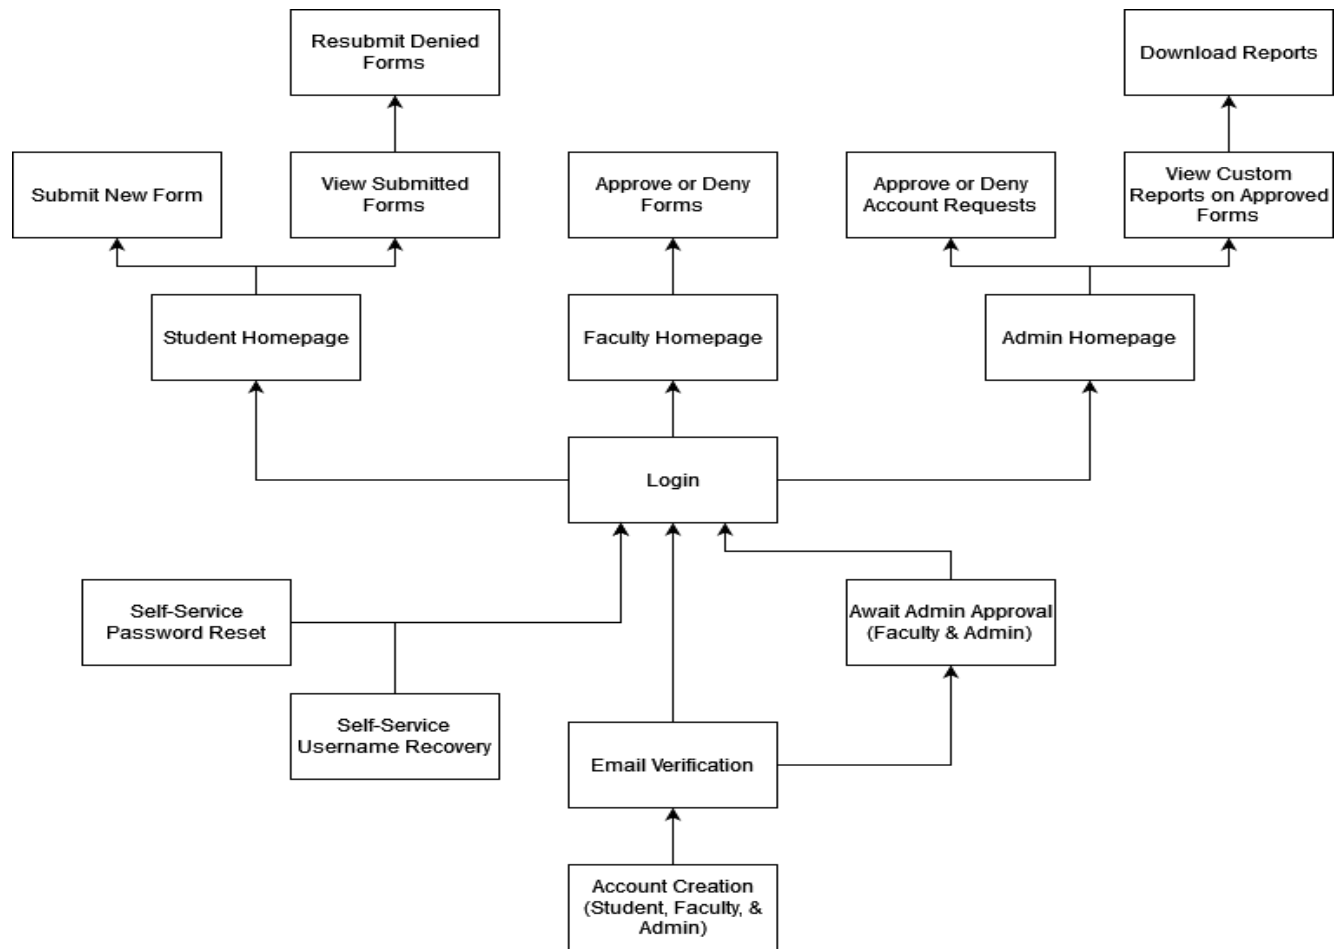 Resubmit Denied
Forms
Download Reports
Submit New Form
View Submitted
Forms
Approve or Deny
Forms
Approve or Deny
Account Requests
View Custom
Reports on Approved
Forms
Student Homepage
Faculty Homepage
Admin Homepage
Login
Self-Service
Password Reset
Await Admin Approval
(Faculty & Admin)
Self-Service
Username Recovery
Email Verification
Account Creation
(Student, Faculty, &
Admin)